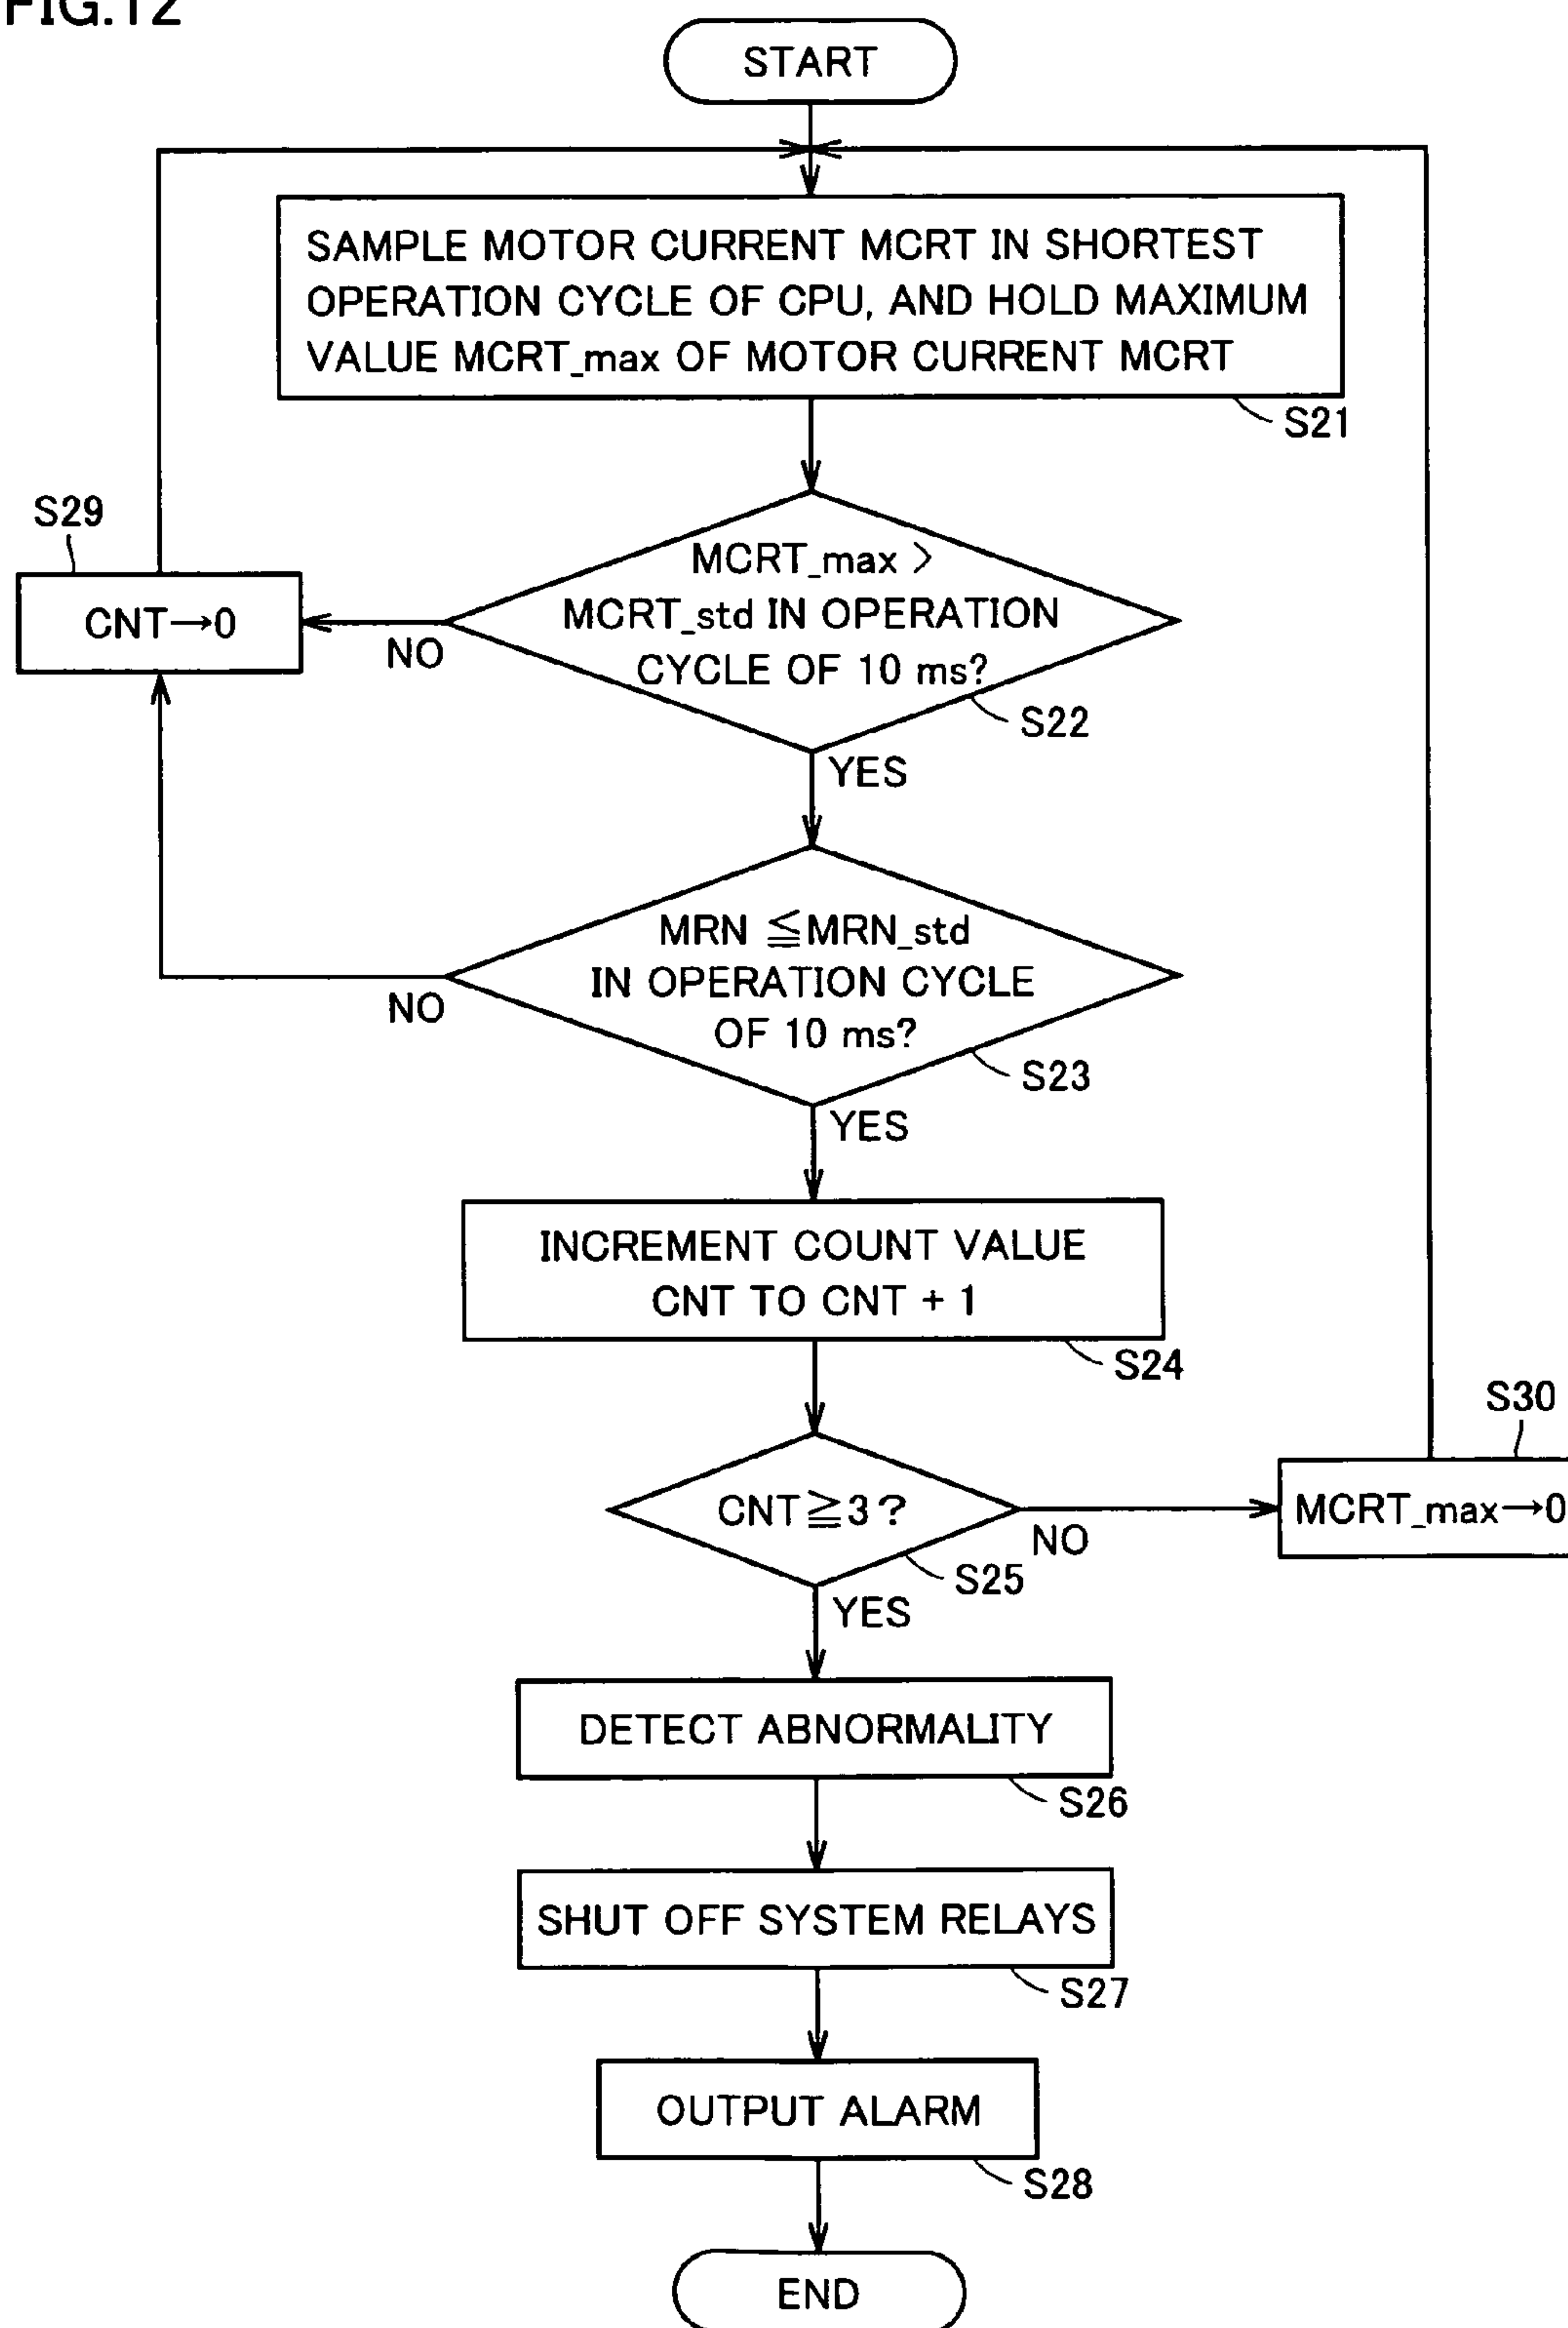 FIG.12
START
SAMPLE MOTOR CURRENT MCRT IN SHORTEST
OPERATION CYCLE OF CPU, AND HOLD MAXIMUM
VALUE MCRT_max OF MOTOR CURRENT MCRT
S21
S29
CNT→0
MCRT_max >
MCRT_std IN OPERATION
CYCLE OF 10 ms?
NO
S22
YES
MRN ≦MRN_std
IN OPERATION CYCLE
OF 10 ms?
NO
S23
YES
INCREMENT COUNT VALUE
CNT TO CNT + 1
S24
S30
CNT≧3?
NO
MCRT_max→0
S25
YES
DETECT ABNORMALITY
S26
SHUT OFF SYSTEM RELAYS
S27
OUTPUT ALARM
S28
END